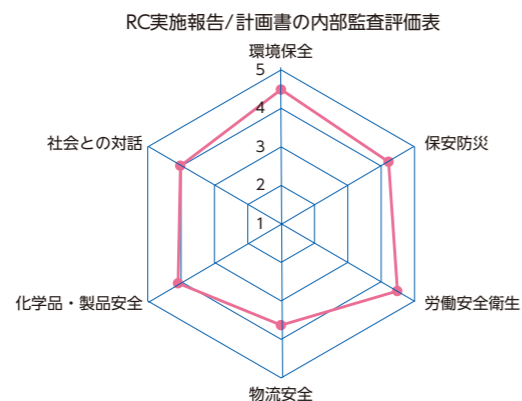 RC実施報告/計画書の内部監査評価表
環境保全
5
4
3
2
1
社会との対話
保安防災
化学品・製品安全
労働安全衛生
物流安全